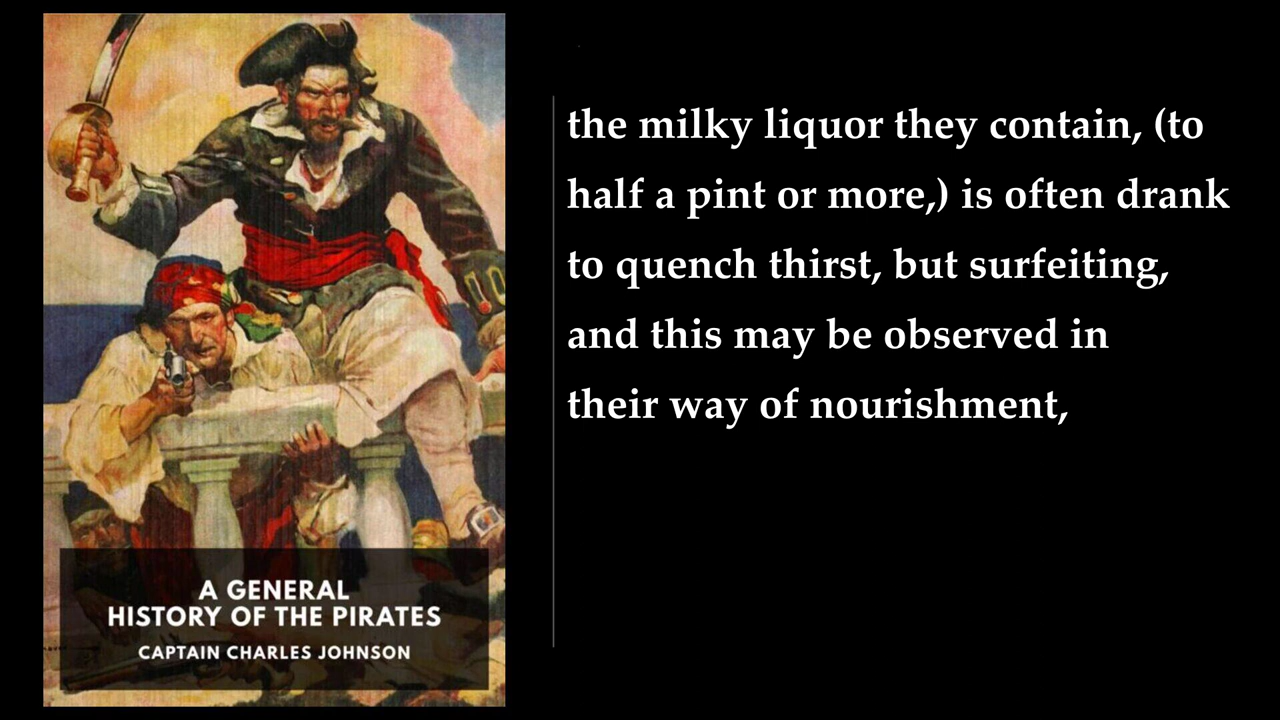 the milky liquor they contain, (to
half a pint or more,) is often drank
to quench thirst, but surfeiting,
and this may be observed in
their way of nourishment,
A GENERAL
HISTORY OF THE PIRATES
CAPTAIN CHARLES JOHNSON